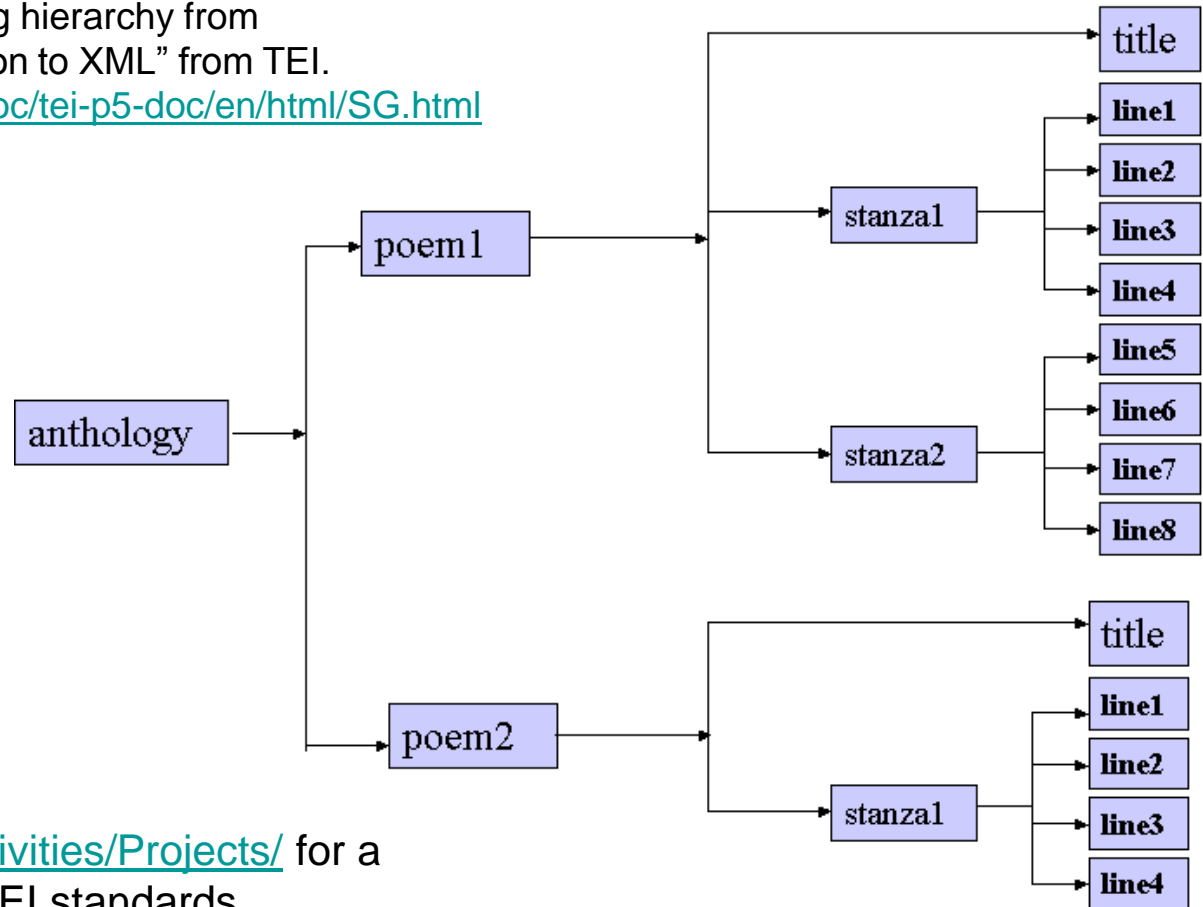 g hierarchy from
on to XML” from TEI.
oc/tei-p5-doc/en/html/SG.html
title
line1
line2
stanza1
line3
poem1
line4
line5
line6
anthology
stanza2
line7
line8
title
line1
poem2
line2
stanza1
line3
ivities/Projects/ for a
line4
EI standards